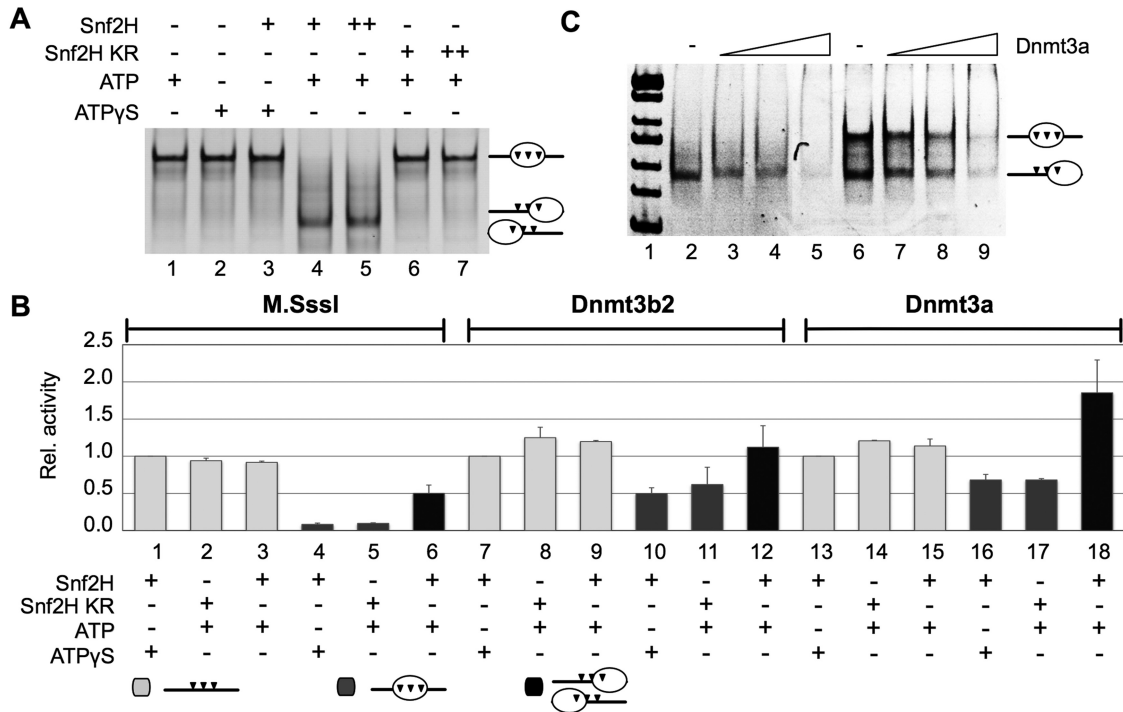 A
Snf2H - - + + ++ - -
Snf2H KR - - - - - + ++
ATP + - - + + + +
ATPγS - + + - - - -
1 2 3 4 5 6 7
C
- - Dnmt3a
1 2 3 4 5 6 7 8 9
B
M.SssI Dnmt3b2 Dnmt3a
Rel. activity
2.5
2.0
1.5
1.0
0.5
0.0
1 2 3 4 5 6 7 8 9 10 11 12 13 14 15 16 17 18
Snf2H + - + + - + + - + + - + + - + + - +
Snf2H KR - + - - + - - + - - + - - + - - + -
ATP - + + - + + - + + - + + - + + - + +
ATPγS + - - + - - + - - + - - + - - + - -